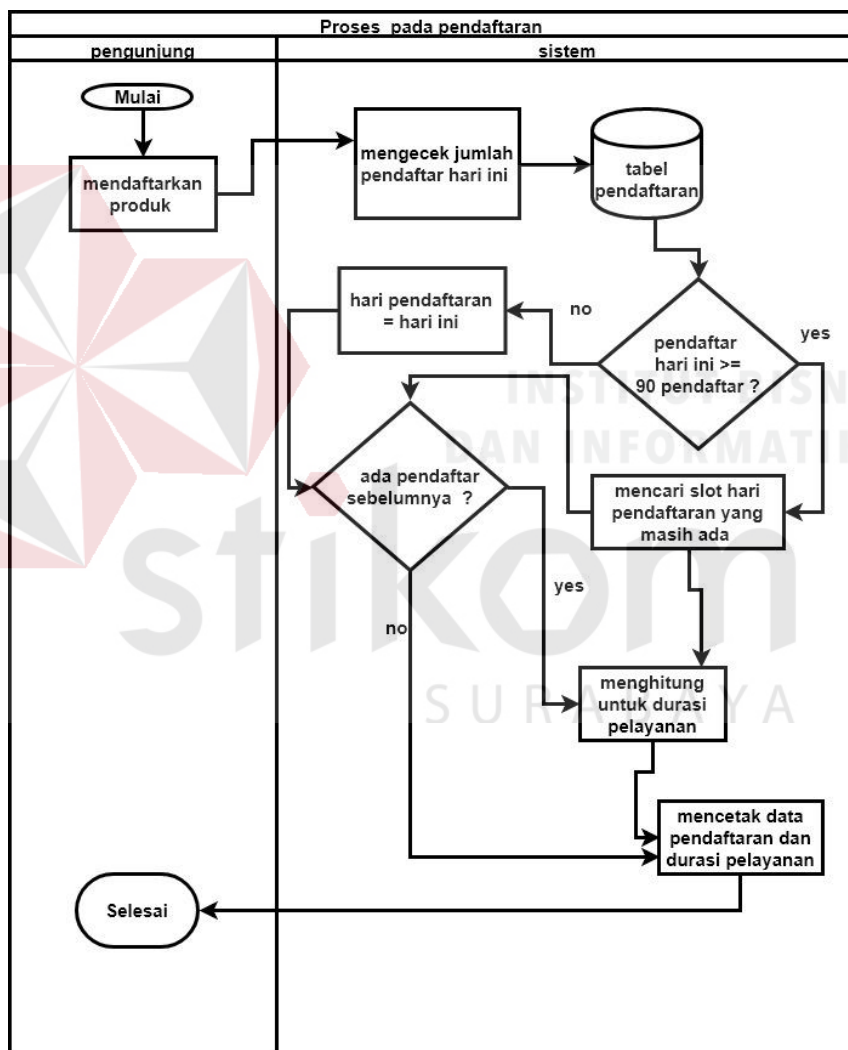 Proses pada pendaftaran
pengunjung
sistem
Mulai
mendaftarkan
produk
mengecek jumlah
pendaftar hari ini
tabel
pendaftaran
hari pendaftaran
= hari ini
no
pendaftar
hari ini >=
90 pendaftar ?
yes
ada pendaftar
sebelumnya ?
mencari slot hari
pendaftaran yang
masih ada
yes
no
menghitung
untuk durasi
pelayanan
mencetak data
pendaftaran dan
durasi pelayanan
Selesai
INSTITUT BISN
DAN INFORMATIK
stikom
SURABAYA